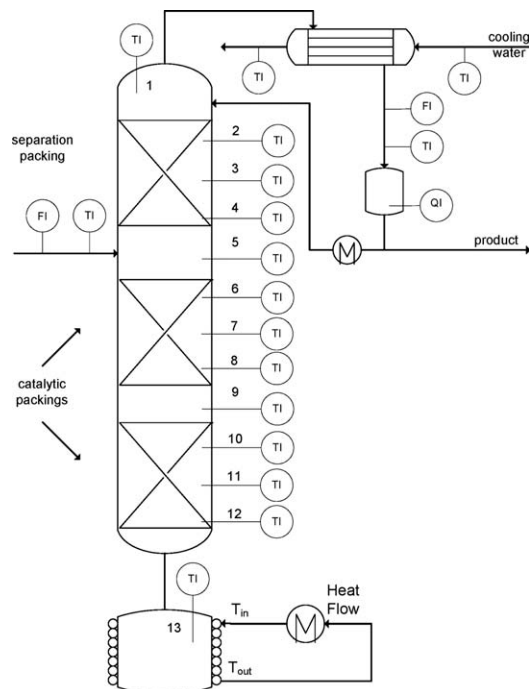 TI
1
cooling
water
TI
TI
FI
TI
separation
packing
2
TI
3
TI
4
TI
QI
FI
TI
5
TI
M
product
6
TI
7
TI
8
TI
catalytic
packings
9
TI
10
TI
11
TI
12
TI
TI
13
T_in
M
Heat
Flow
T_out